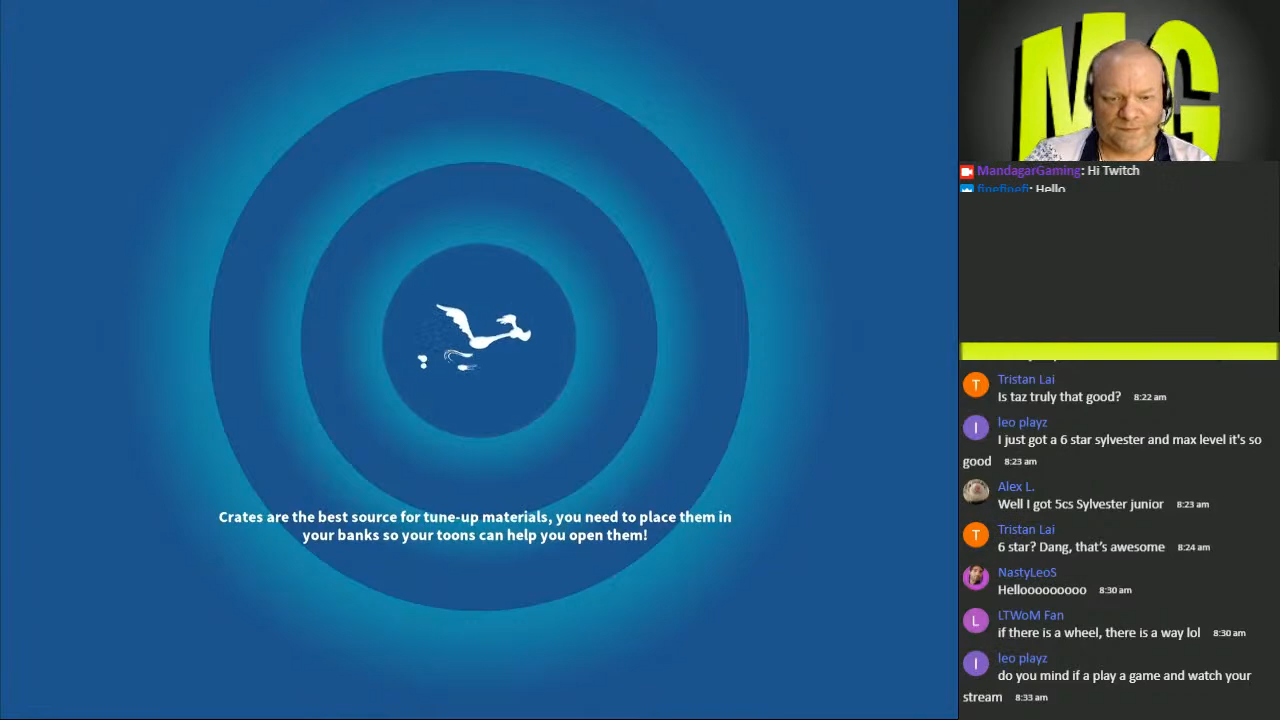 MG
MandagarGaming: Hi Twitch
finefinefi: Hello
Tristan Lai
Is taz truly that good? 8:22 am
leo playz
I just got a 6 star sylvester and max level it's so
good 8:23 am
Alex L.
Well I got 5cs Sylvester junior 8:23 am
T Tristan Lai
6 star? Dang, that's awesome 8:24 am
NastyLeoS
Hellooooooooo 8:30 am
L LTWoM Fan
if there is a wheel, there is a way lol 8:30 am
leo playz
do you mind if a play a game and watch your
stream 8:33 am
Crates are the best source for tune-up materials, you need to place them in
your banks so your toons can help you open them!